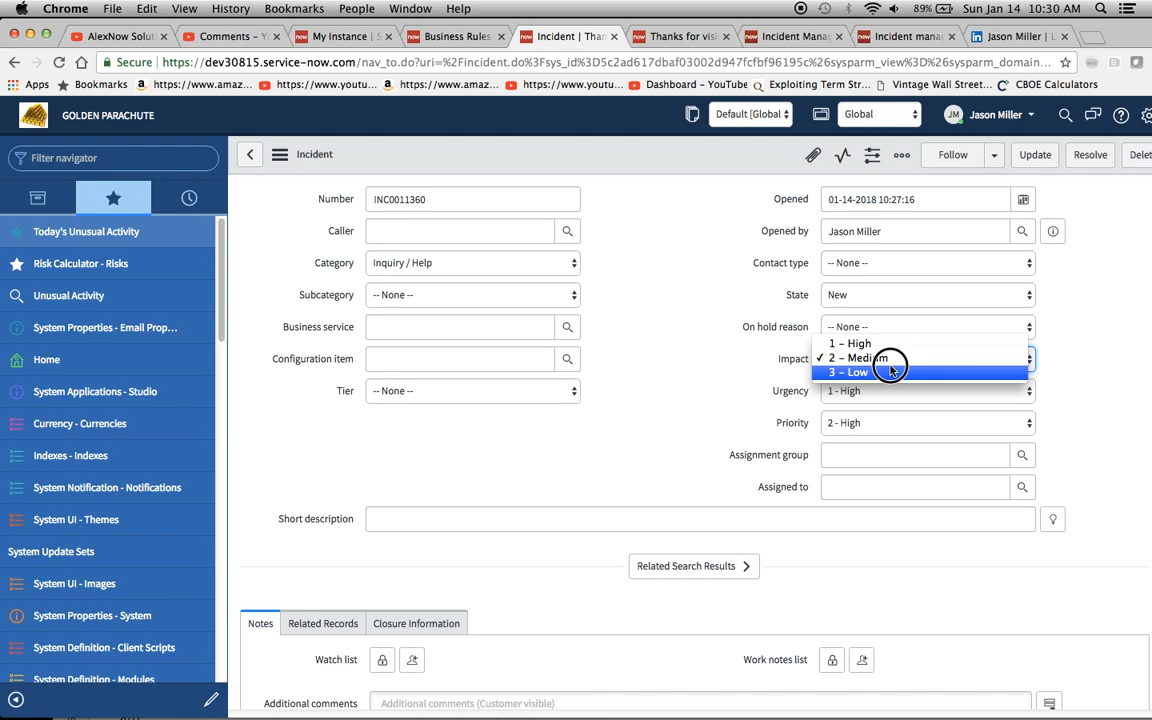 Chrome File Edit View History Bookmarks People Window Help 89% Sun Jan 14 10:30 AM
AlexNow Solut Comments - Yo My Instance | S Business Rules Incident | Than Thanks for visi Incident Manag Incident manag Jason Miller | L
Secure https://dev30815.service-now.com/nav_to.do?uri=%2Fincident.do%3Fsys_id%3D5c2ad617dbaf03002d947fcfbf96195c%26sysparm_view%3D%26sysparm_domain...
Apps Bookmarks https://www.amaz... https://www.youtu... https://www.amaz... https://www.youtu... Dashboard - YouTube Exploiting Term Str... Vintage Wall Street... CBOE Calculators
GOLDEN PARACHUTE Default [Global Global JM Jason Miller
Filter navigator
Incident Follow Update Resolve Delet
Today's Unusual Activity
Risk Calculator - Risks
Unusual Activity
System Properties - Email Prop...
Home
System Applications - Studio
Currency - Currencies
Indexes - Indexes
System Notification - Notifications
System UI - Themes
System Update Sets
System UI - Images
System Properties - System
System Definition - Client Scripts
System Definition - Modules
Number INC0011360
Caller
Category Inquiry / Help
Subcategory -- None --
Business service
Configuration item
Tier -- None --
Opened 01-14-2018 10:27:16
Opened by Jason Miller
Contact type -- None --
State New
On hold reason -- None --
1 - High
Impact ✓ 2 - Medium
3 - Low
Urgency 1 - High
Priority 2 - High
Assignment group
Assigned to
Short description
Related Search Results
Notes Related Records Closure Information
Watch list Work notes list
Additional comments Additional comments (Customer visible)